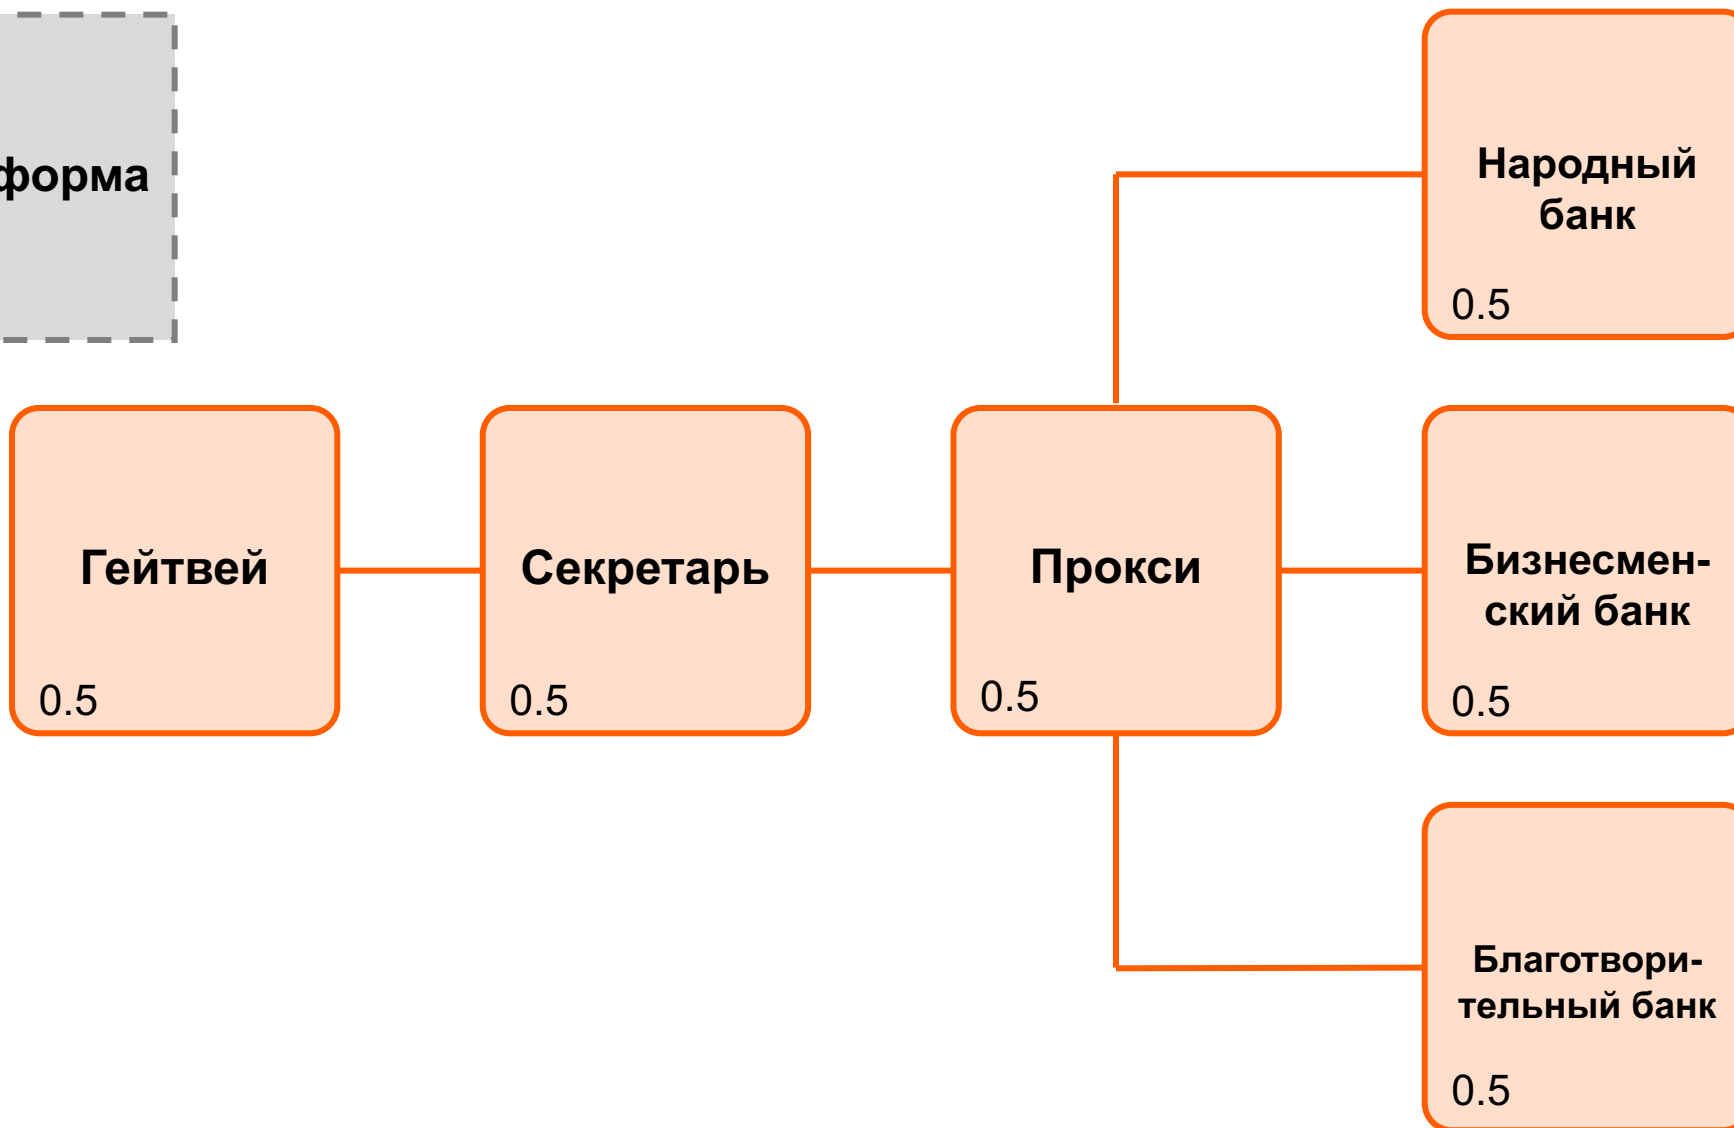 форма
Народный
банк
0.5
Гейтвей
0.5
Секретарь
0.5
Прокси
0.5
Бизнесмен-
ский банк
0.5
Благотвори-
тельный банк
0.5